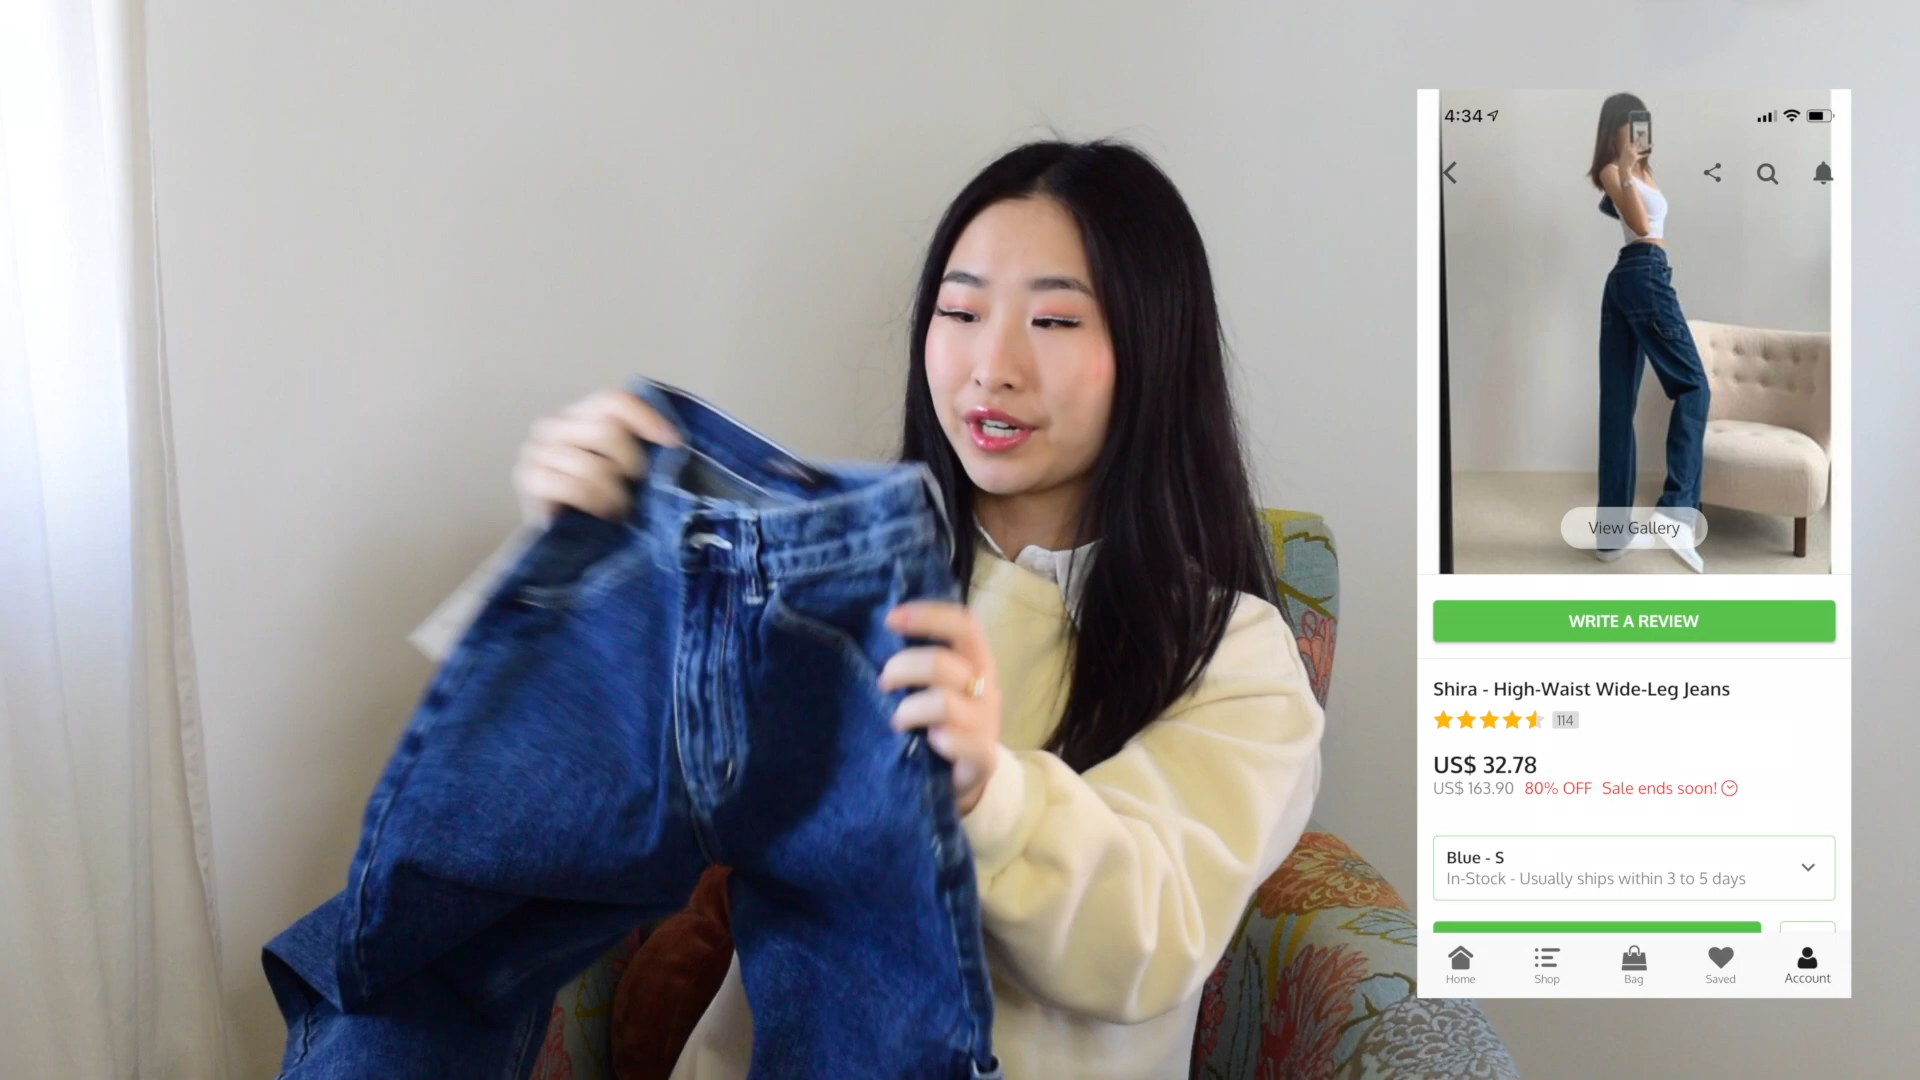 4:34
View Gallery
WRITE A REVIEW
Shira - High-Waist Wide-Leg Jeans
114
US$ 32.78
US$ 163.90 80% OFF Sale ends soon!
Blue - S
In-Stock - Usually ships within 3 to 5 days
Home Shop Bag Saved Account